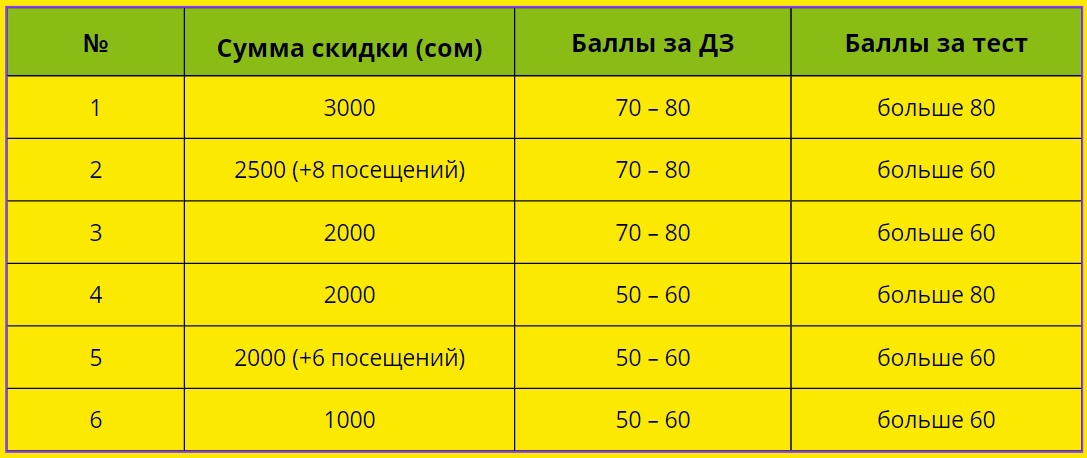 № Сумма скидки (сом) Баллы за ДЗ Баллы за тест
1 3000 70 – 80 больше 80
2 2500 (+8 посещений) 70 – 80 больше 60
3 2000 70 – 80 больше 60
4 2000 50 – 60 больше 80
5 2000 (+6 посещений) 50 – 60 больше 60
6 1000 50 – 60 больше 60